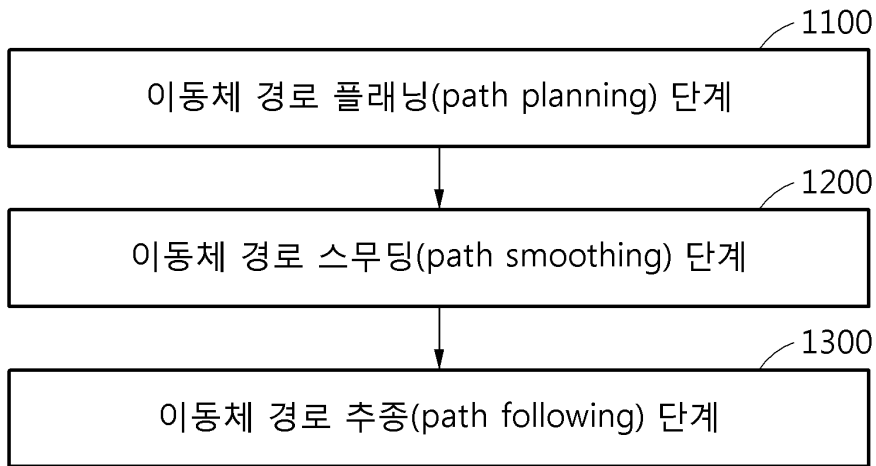 1100
이동체 경로 플래닝(path planning) 단계
1200
이동체 경로 스무딩(path smoothing) 단계
1300
이동체 경로 추종(path following) 단계